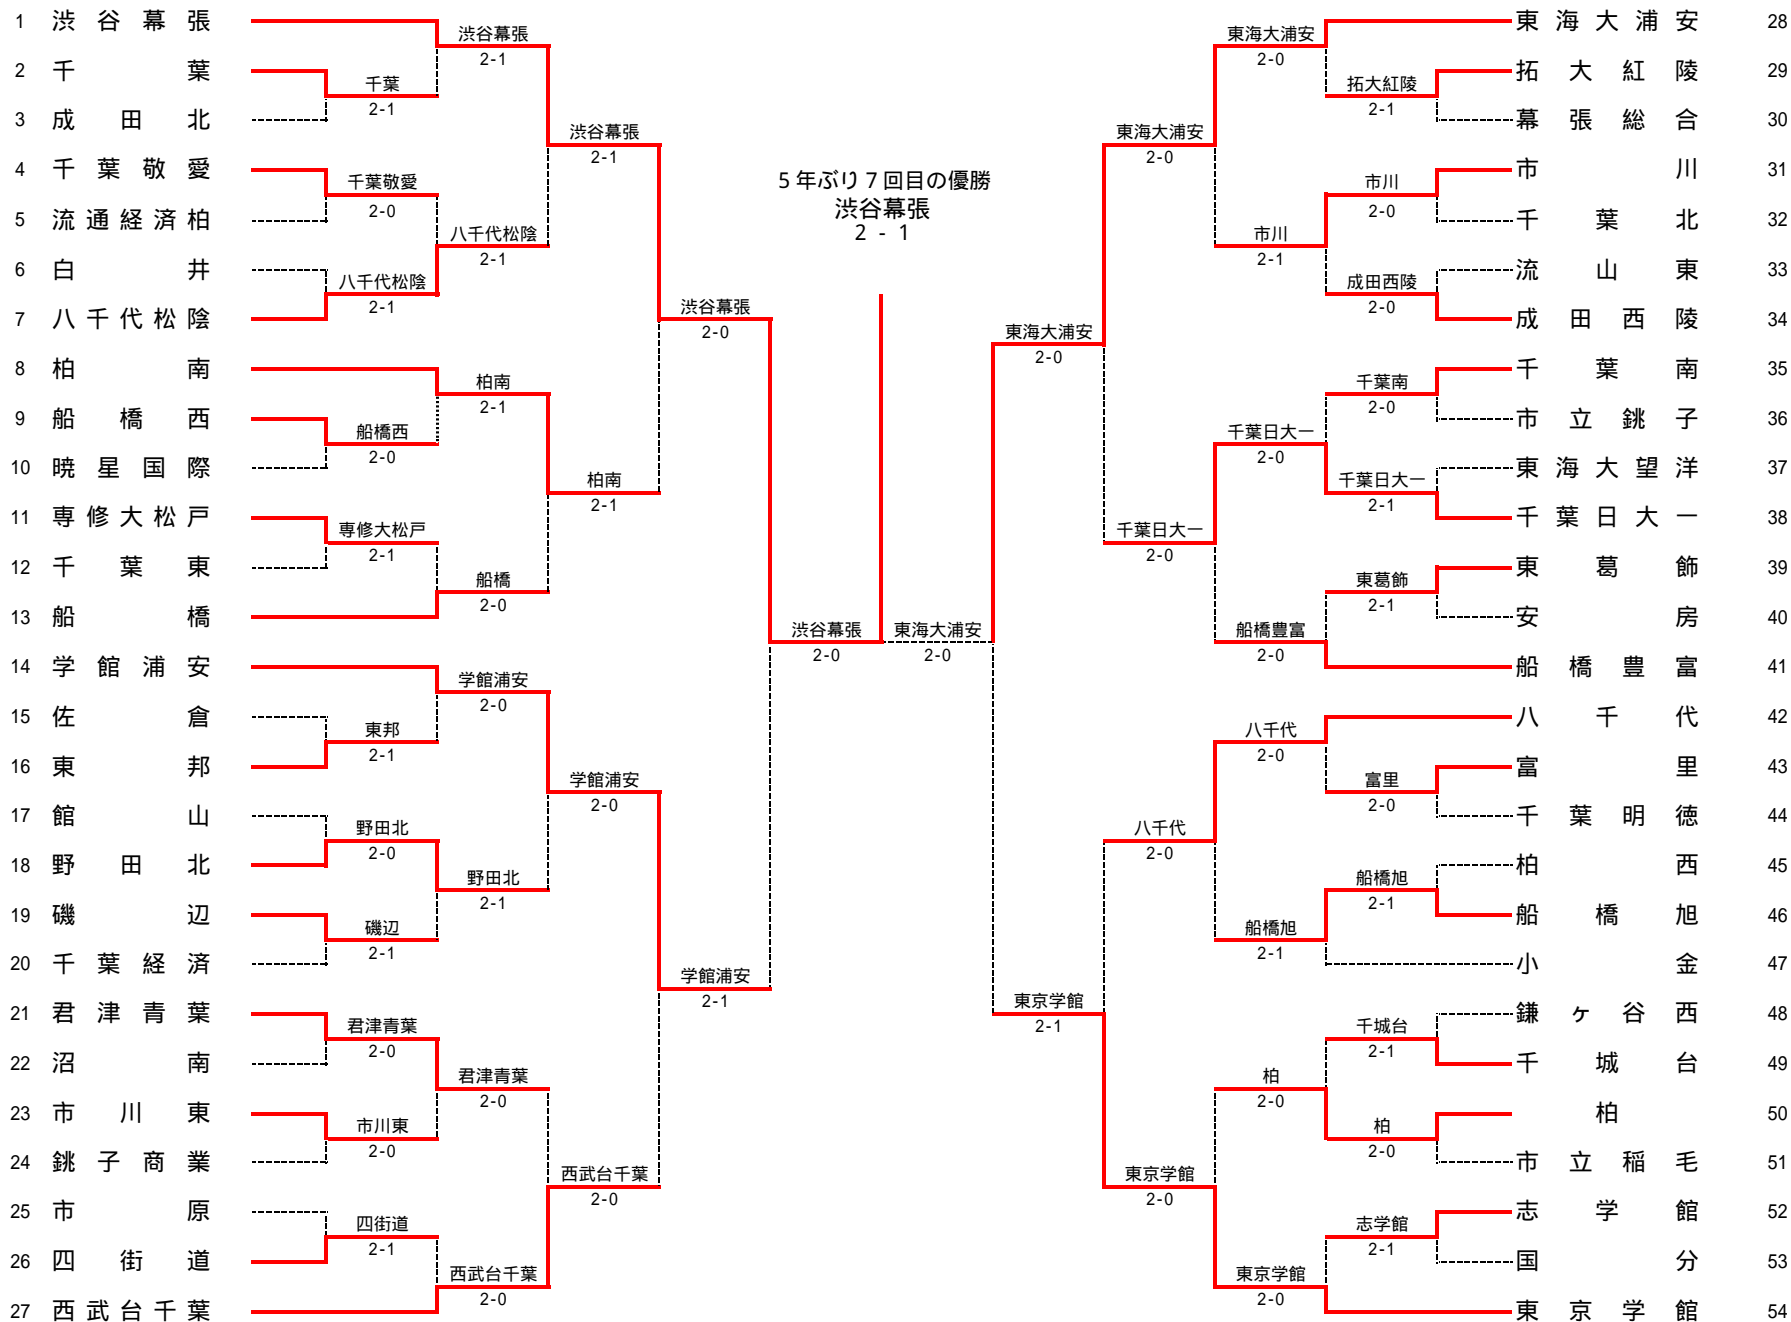 1 渋谷幕張
2 千葉
3 成田北
4 千葉敬愛
5 流通経済柏
6 白井
7 八千代松陰
8 柏南
9 船橋西
10 暁星国際
11 専修大松戸
12 千葉東
13 船橋
14 学館浦安
15 佐倉
16 東邦
17 館山
18 野田北
19 磯辺
20 千葉経済
21 君津青葉
22 沼南
23 市川東
24 銚子商業
25 市原
26 四街道
27 西武台千葉
千葉
2-1
千葉敬愛
2-0
八千代松陰
2-1
船橋西
2-0
専修大松戸
2-1
東邦
2-1
野田北
2-0
磯辺
2-1
君津青葉
2-0
市川東
2-0
四街道
2-1
渋谷幕張
2-1
八千代松陰
2-1
柏南
2-1
船橋
2-0
学館浦安
2-0
野田北
2-1
君津青葉
2-0
西武台千葉
2-0
渋谷幕張
2-1
柏南
2-1
学館浦安
2-0
西武台千葉
2-0
渋谷幕張
2-0
学館浦安
2-1
渋谷幕張
2-0
5年ぶり7回目の優勝
渋谷幕張
2 - 1
東海大浦安
2-0
東海大浦安
2-0
東京学館
2-1
東海大浦安
2-0
千葉日大一
2-0
八千代
2-0
東京学館
2-0
東海大浦安
2-0
市川
2-1
千葉日大一
2-0
船橋豊富
2-0
八千代
2-0
船橋旭
2-1
柏
2-0
東京学館
2-0
拓大紅陵
2-1
市川
2-0
成田西陵
2-0
千葉南
2-0
千葉日大一
2-1
東葛飾
2-1
富里
2-0
船橋旭
2-1
千城台
2-1
柏
2-0
志学館
2-1
東海大浦安 28
拓大紅陵 29
幕張総合 30
市川 31
千葉北 32
流山東 33
成田西陵 34
千葉南 35
市立銚子 36
東海大望洋 37
千葉日大一 38
東葛飾 39
安房 40
船橋豊富 41
八千代 42
富里 43
千葉明徳 44
柏西 45
船橋旭 46
小金 47
鎌ヶ谷西 48
千城台 49
柏 50
市立稲毛 51
志学館 52
国分 53
東京学館 54